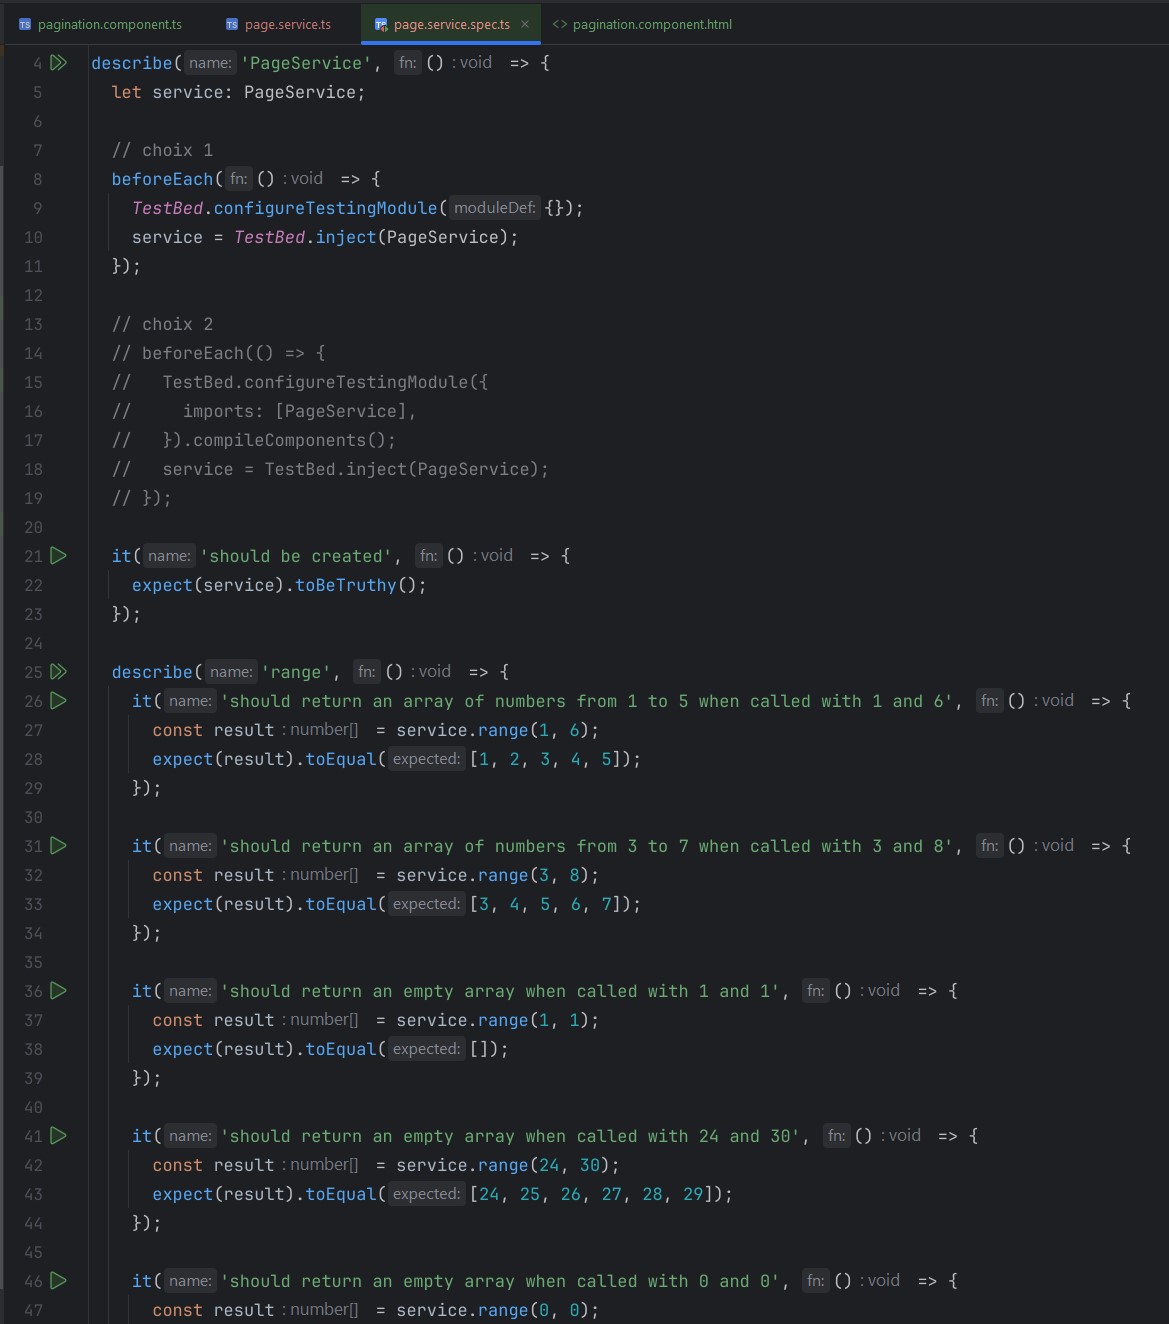 pagination.component.ts page.service.ts page.service.spec.ts × <> pagination.component.html
4 describe( name: 'PageService', fn: () : void => {
5 let service: PageService;
6
7 // choix 1
8 beforeEach( fn: () : void => {
9 TestBed.configureTestingModule( moduleDef: {});
10 service = TestBed.inject(PageService);
11 });
12
13 // choix 2
14 // beforeEach(() => {
15 //   TestBed.configureTestingModule({
16 //     imports: [PageService],
17 //   }).compileComponents();
18 //   service = TestBed.inject(PageService);
19 // });
20
21 it( name: 'should be created', fn: () : void => {
22 expect(service).toBeTruthy();
23 });
24
25 describe( name: 'range', fn: () : void => {
26 it( name: 'should return an array of numbers from 1 to 5 when called with 1 and 6', fn: () : void => {
27 const result : number[] = service.range(1, 6);
28 expect(result).toEqual( expected: [1, 2, 3, 4, 5]);
29 });
30
31 it( name: 'should return an array of numbers from 3 to 7 when called with 3 and 8', fn: () : void => {
32 const result : number[] = service.range(3, 8);
33 expect(result).toEqual( expected: [3, 4, 5, 6, 7]);
34 });
35
36 it( name: 'should return an empty array when called with 1 and 1', fn: () : void => {
37 const result : number[] = service.range(1, 1);
38 expect(result).toEqual( expected: []);
39 });
40
41 it( name: 'should return an empty array when called with 24 and 30', fn: () : void => {
42 const result : number[] = service.range(24, 30);
43 expect(result).toEqual( expected: [24, 25, 26, 27, 28, 29]);
44 });
45
46 it( name: 'should return an empty array when called with 0 and 0', fn: () : void => {
47 const result : number[] = service.range(0, 0);